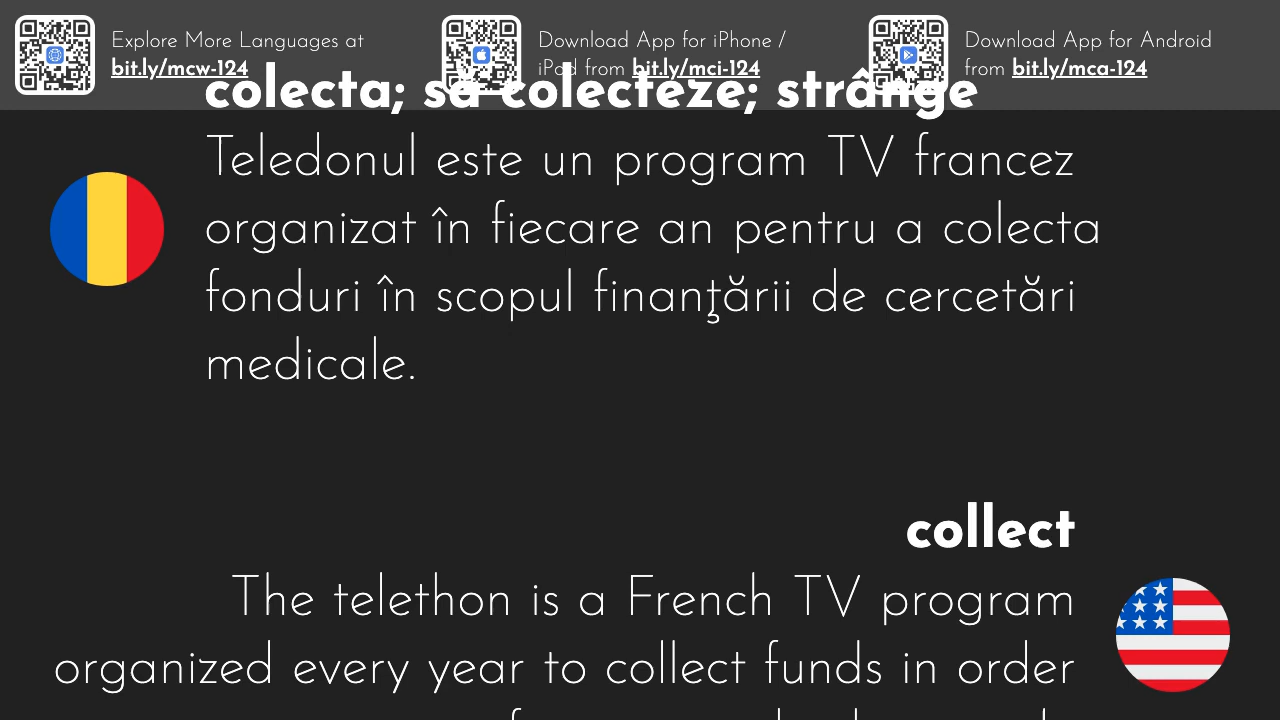 Explore More Languages at
bit.ly/mcw-124
Download App for iPhone /
iPad from bit.ly/mci-124
Download App for Android
from bit.ly/mca-124
colecta; să colecteze; strânge
Teledonul este un program TV francez
organizat în fiecare an pentru a colecta
fonduri în scopul finanţării de cercetări
medicale.
collect
The telethon is a French TV program
organized every year to collect funds in order